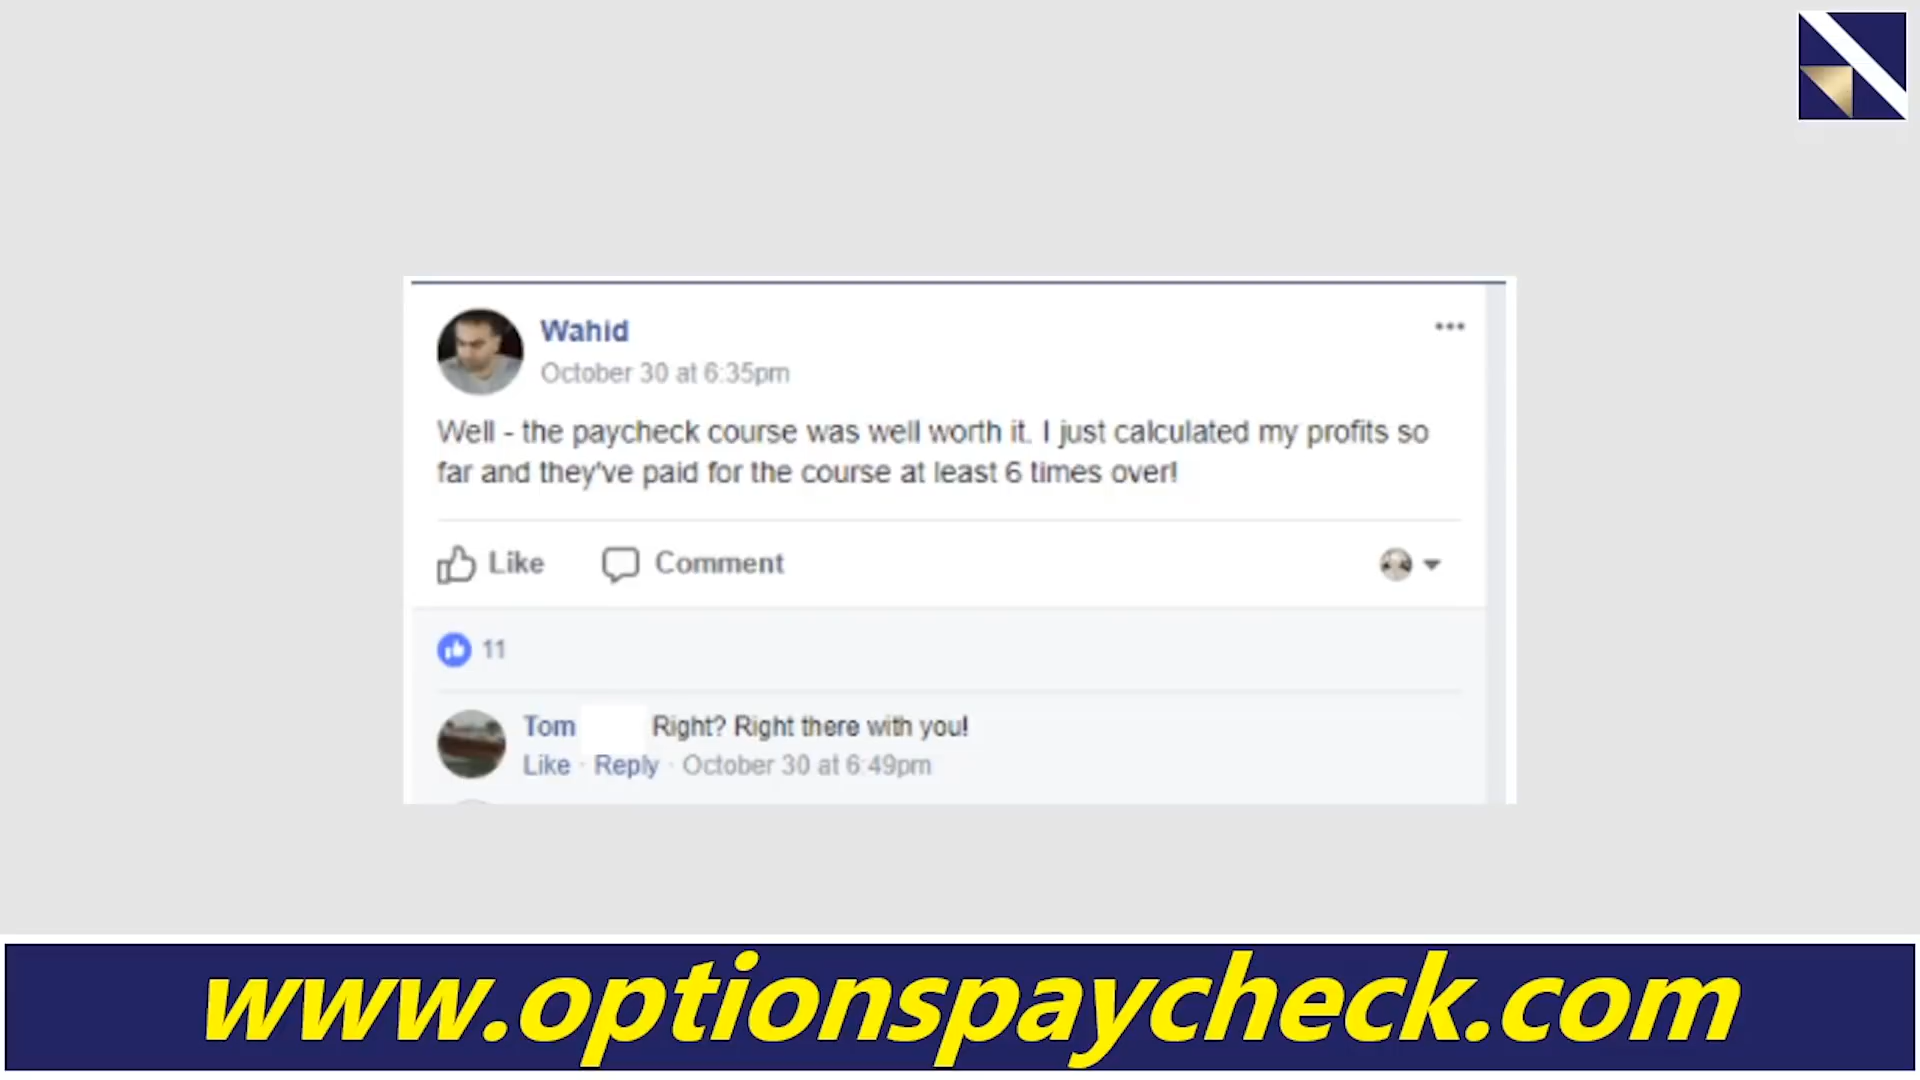 Wahid
October 30 at 6:35pm
Well - the paycheck course was well worth it. I just calculated my profits so
far and they've paid for the course at least 6 times over!
Like Comment
11
Tom Right? Right there with you!
Like · Reply · October 30 at 6:49pm
www.optionspaycheck.com